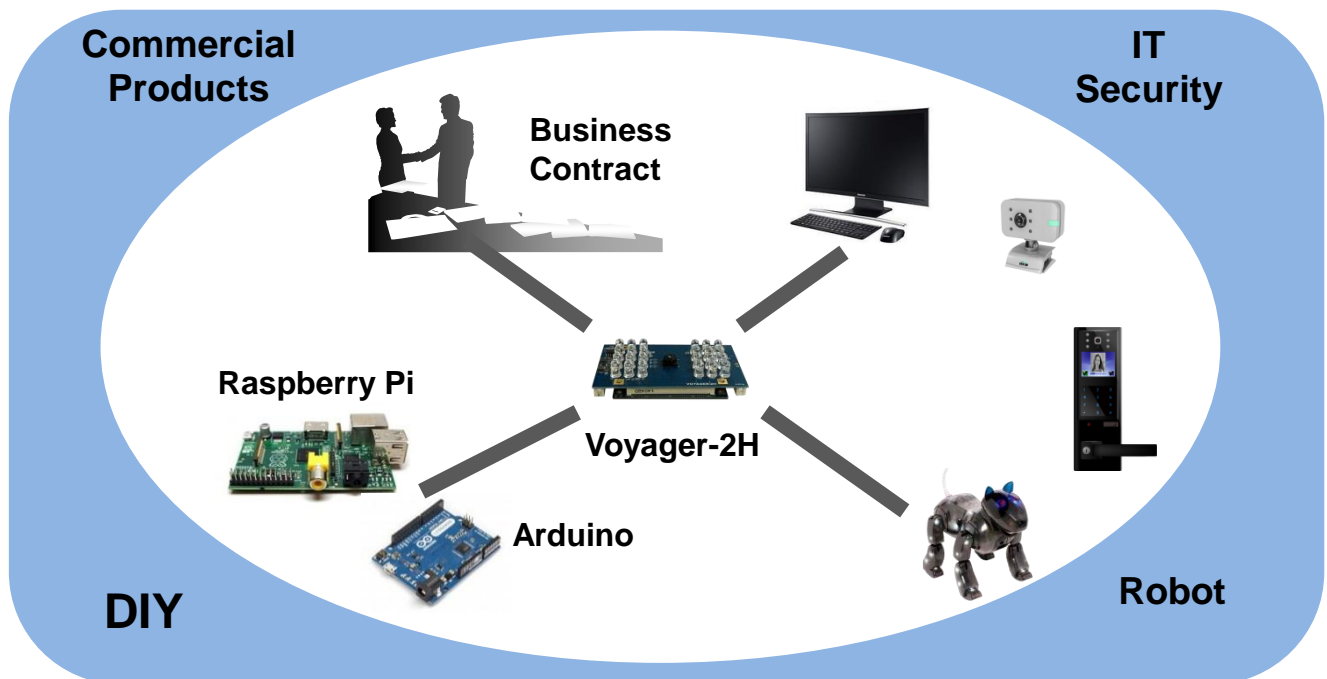 Commercial
Products
IT
Security
Business
Contract
Raspberry Pi
Voyager-2H
Arduino
DIY
Robot